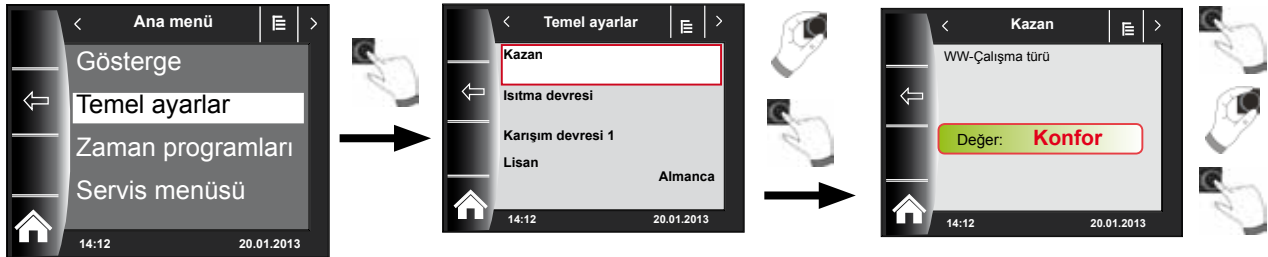 Ana menü
Gösterge
Temel ayarlar
Zaman programları
Servis menüsü
14:12 20.01.2013
Temel ayarlar
Kazan
Isıtma devresi
Karışım devresi 1
Lisan
Almanca
14:12 20.01.2013
Kazan
WW-Çalışma türü
Değer: Konfor
14:12 20.01.2013